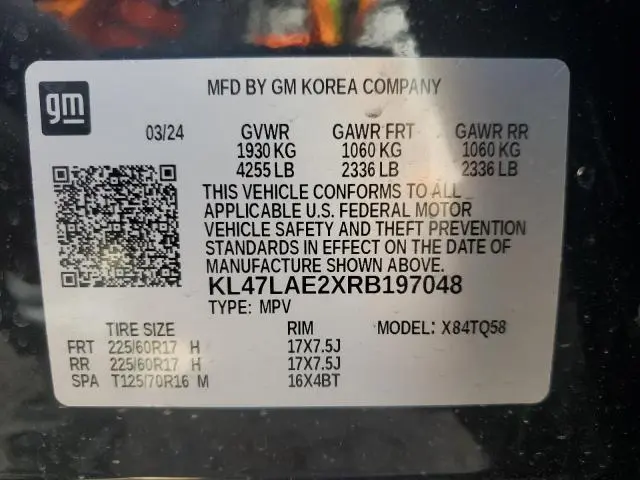 gm
MFD BY GM KOREA COMPANY
03/24 GVWR GAWR FRT GAWR RR
1930 KG 1060 KG 1060 KG
4255 LB 2336 LB 2336 LB
THIS VEHICLE CONFORMS TO ALL
APPLICABLE U.S. FEDERAL MOTOR
VEHICLE SAFETY AND THEFT PREVENTION
STANDARDS IN EFFECT ON THE DATE OF
MANUFACTURE SHOWN ABOVE.
KL47LAE2XRB197048
TYPE: MPV
TIRE SIZE RIM MODEL: X84TQ58
FRT 225/60R17 H 17X7.5J
RR 225/60R17 H 17X7.5J
SPA T125/70R16 M 16X4BT